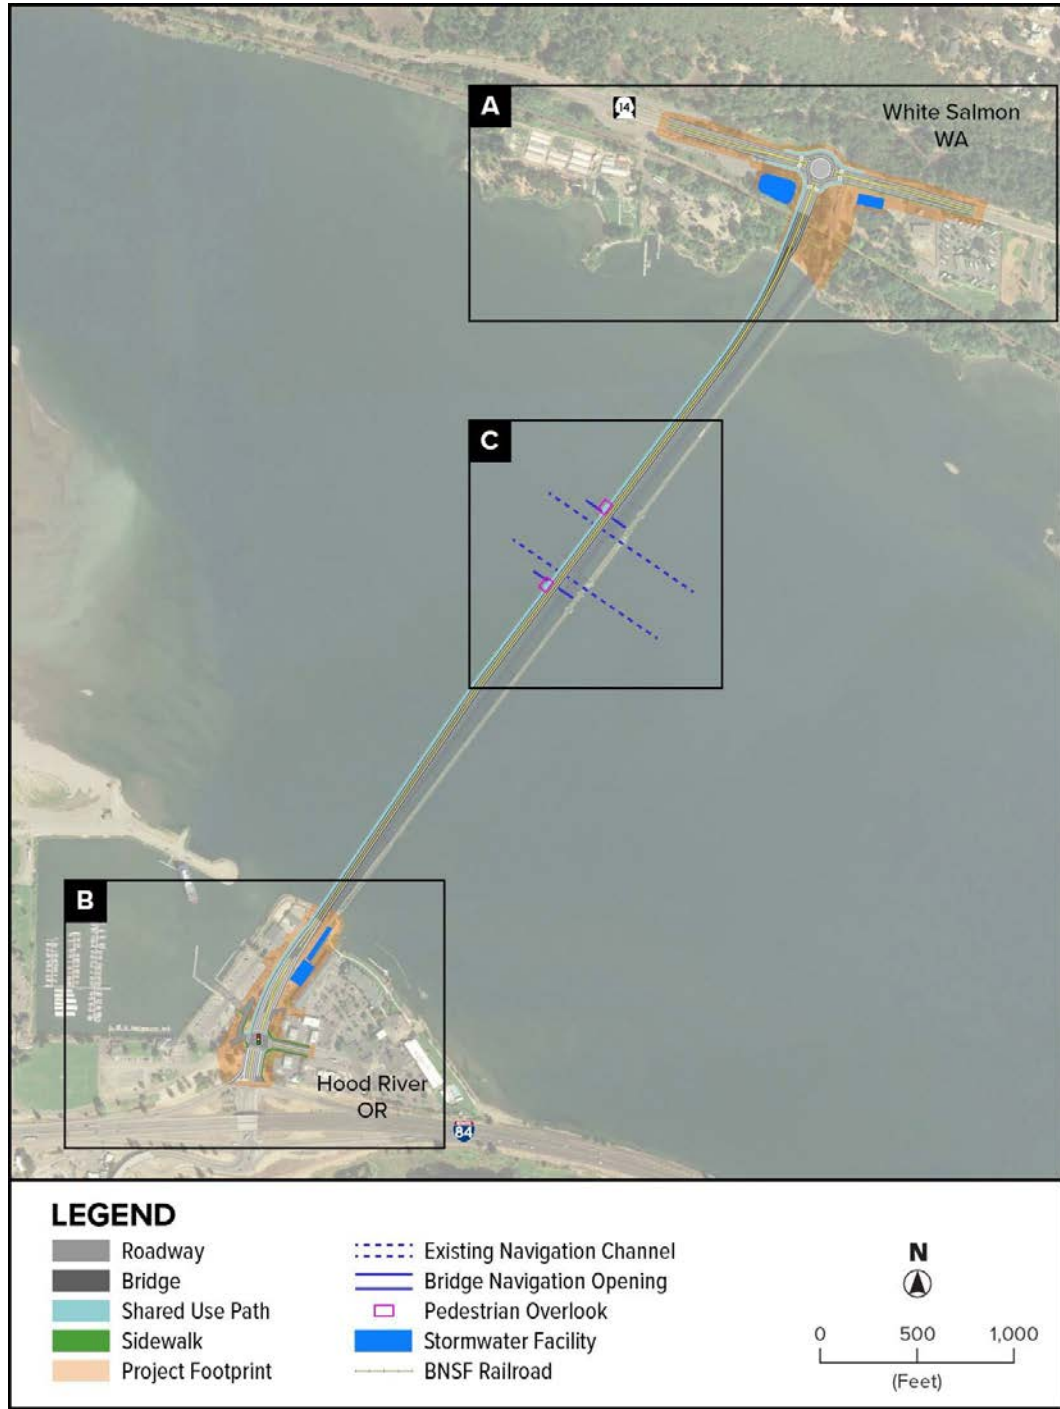 A
14
White Salmon
WA
C
B
Hood River
OR
84
LEGEND
Roadway
Bridge
Shared Use Path
Sidewalk
Project Footprint
Existing Navigation Channel
Bridge Navigation Opening
Pedestrian Overlook
Stormwater Facility
BNSF Railroad
N
0 500 1,000
(Feet)